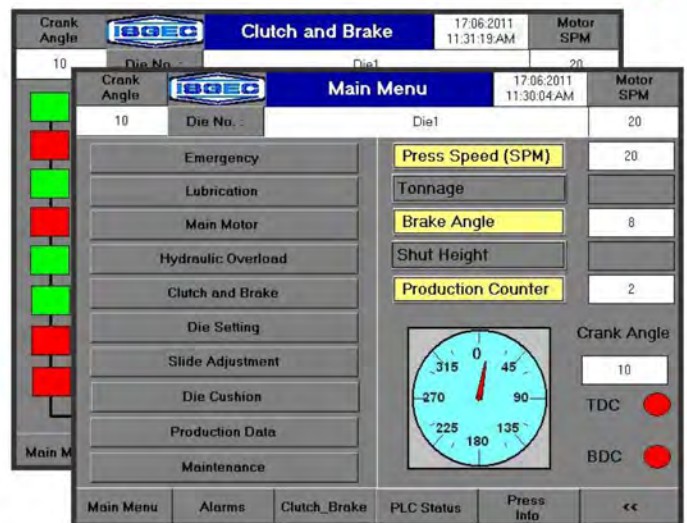 Crank Angle
ISGEC
Clutch and Brake
17:06:2011
11:31:19:AM
Motor SPM
10
Die No. :
Die1
20
Main M
Crank Angle
ISGEC
Main Menu
17:06:2011
11:30:04:AM
Motor SPM
10
Die No. :
Die1
20
Emergency
Lubrication
Main Motor
Hydraulic Overload
Clutch and Brake
Die Setting
Slide Adjustment
Die Cushion
Production Data
Maintenance
Press Speed (SPM)
20
Tonnage
Brake Angle
8
Shut Height
Production Counter
2
0
45
90
135
180
225
270
315
Crank Angle
10
TDC
BDC
Main Menu
Alarms
Clutch_Brake
PLC Status
Press Info
<<